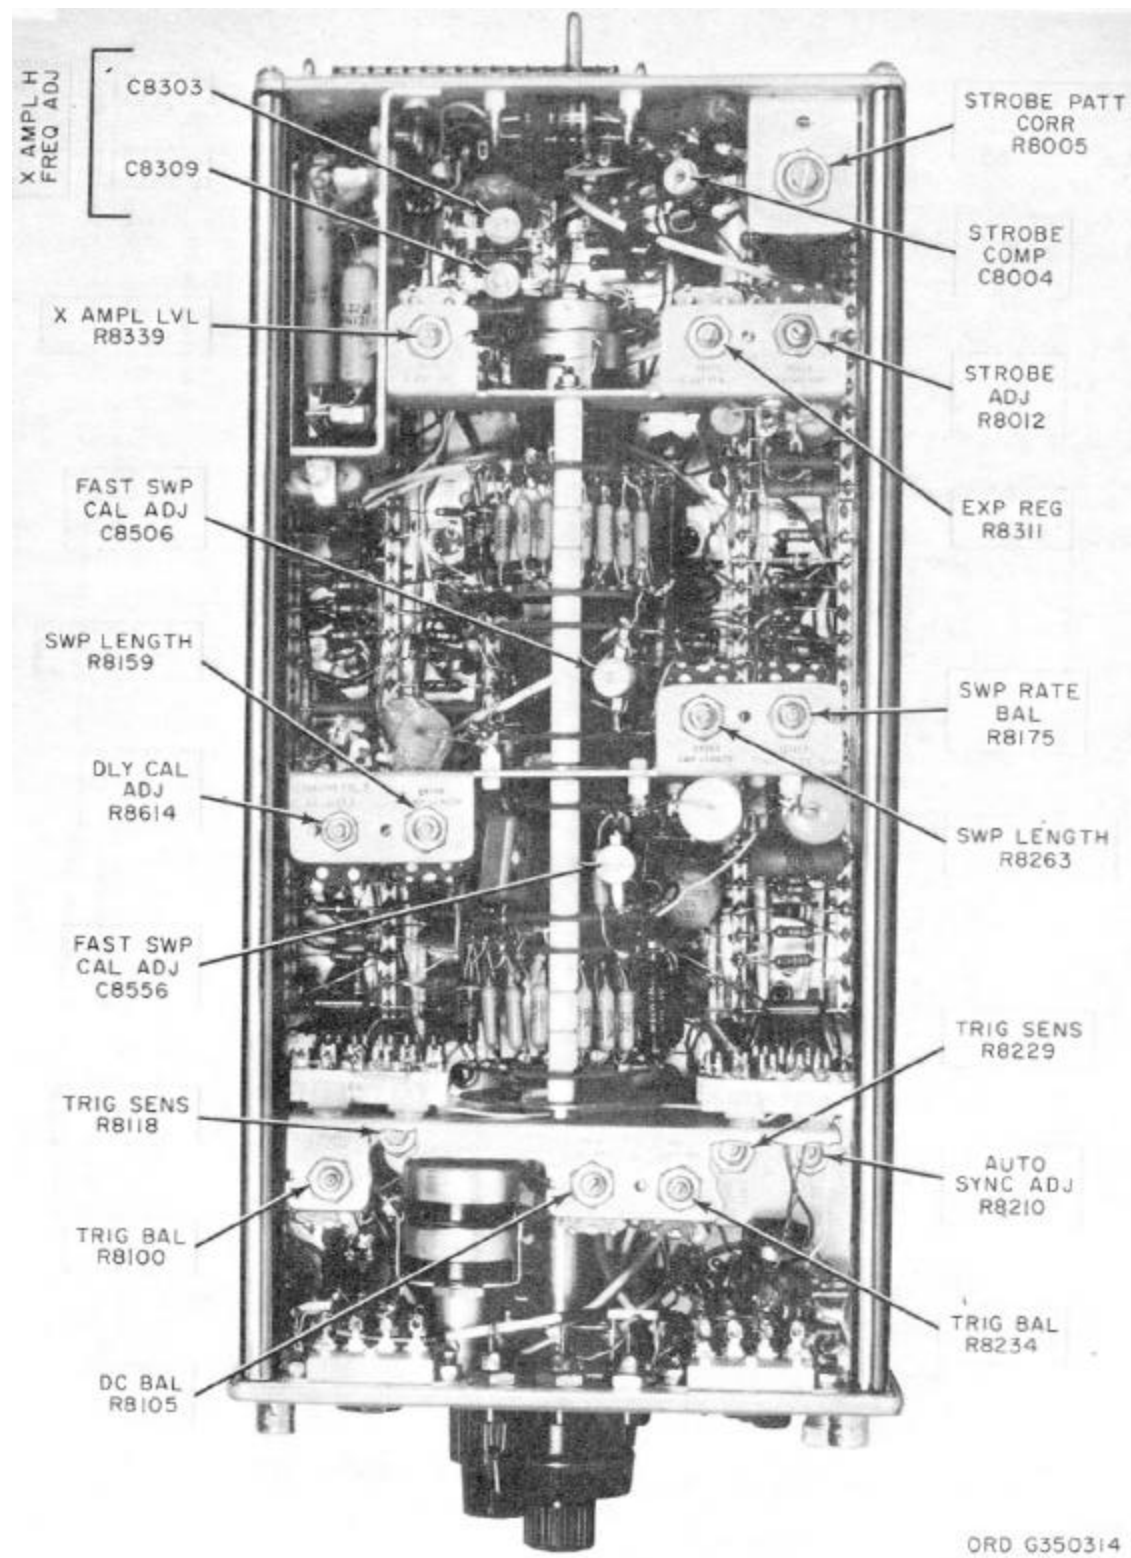 X AMPL H
FREQ ADJ
C8303
C8309
X AMPL LVL
R8339
FAST SWP
CAL ADJ
C8506
SWP LENGTH
R8159
DLY CAL
ADJ
R8614
FAST SWP
CAL ADJ
C8556
TRIG SENS
R8118
TRIG BAL
R8100
DC BAL
R8105
STROBE PATT
CORR
R8005
STROBE
COMP
C8004
STROBE
ADJ
R8012
EXP REG
R8311
SWP RATE
BAL
R8175
SWP LENGTH
R8263
TRIG SENS
R8229
AUTO
SYNC ADJ
R8210
TRIG BAL
R8234
ORD G350314